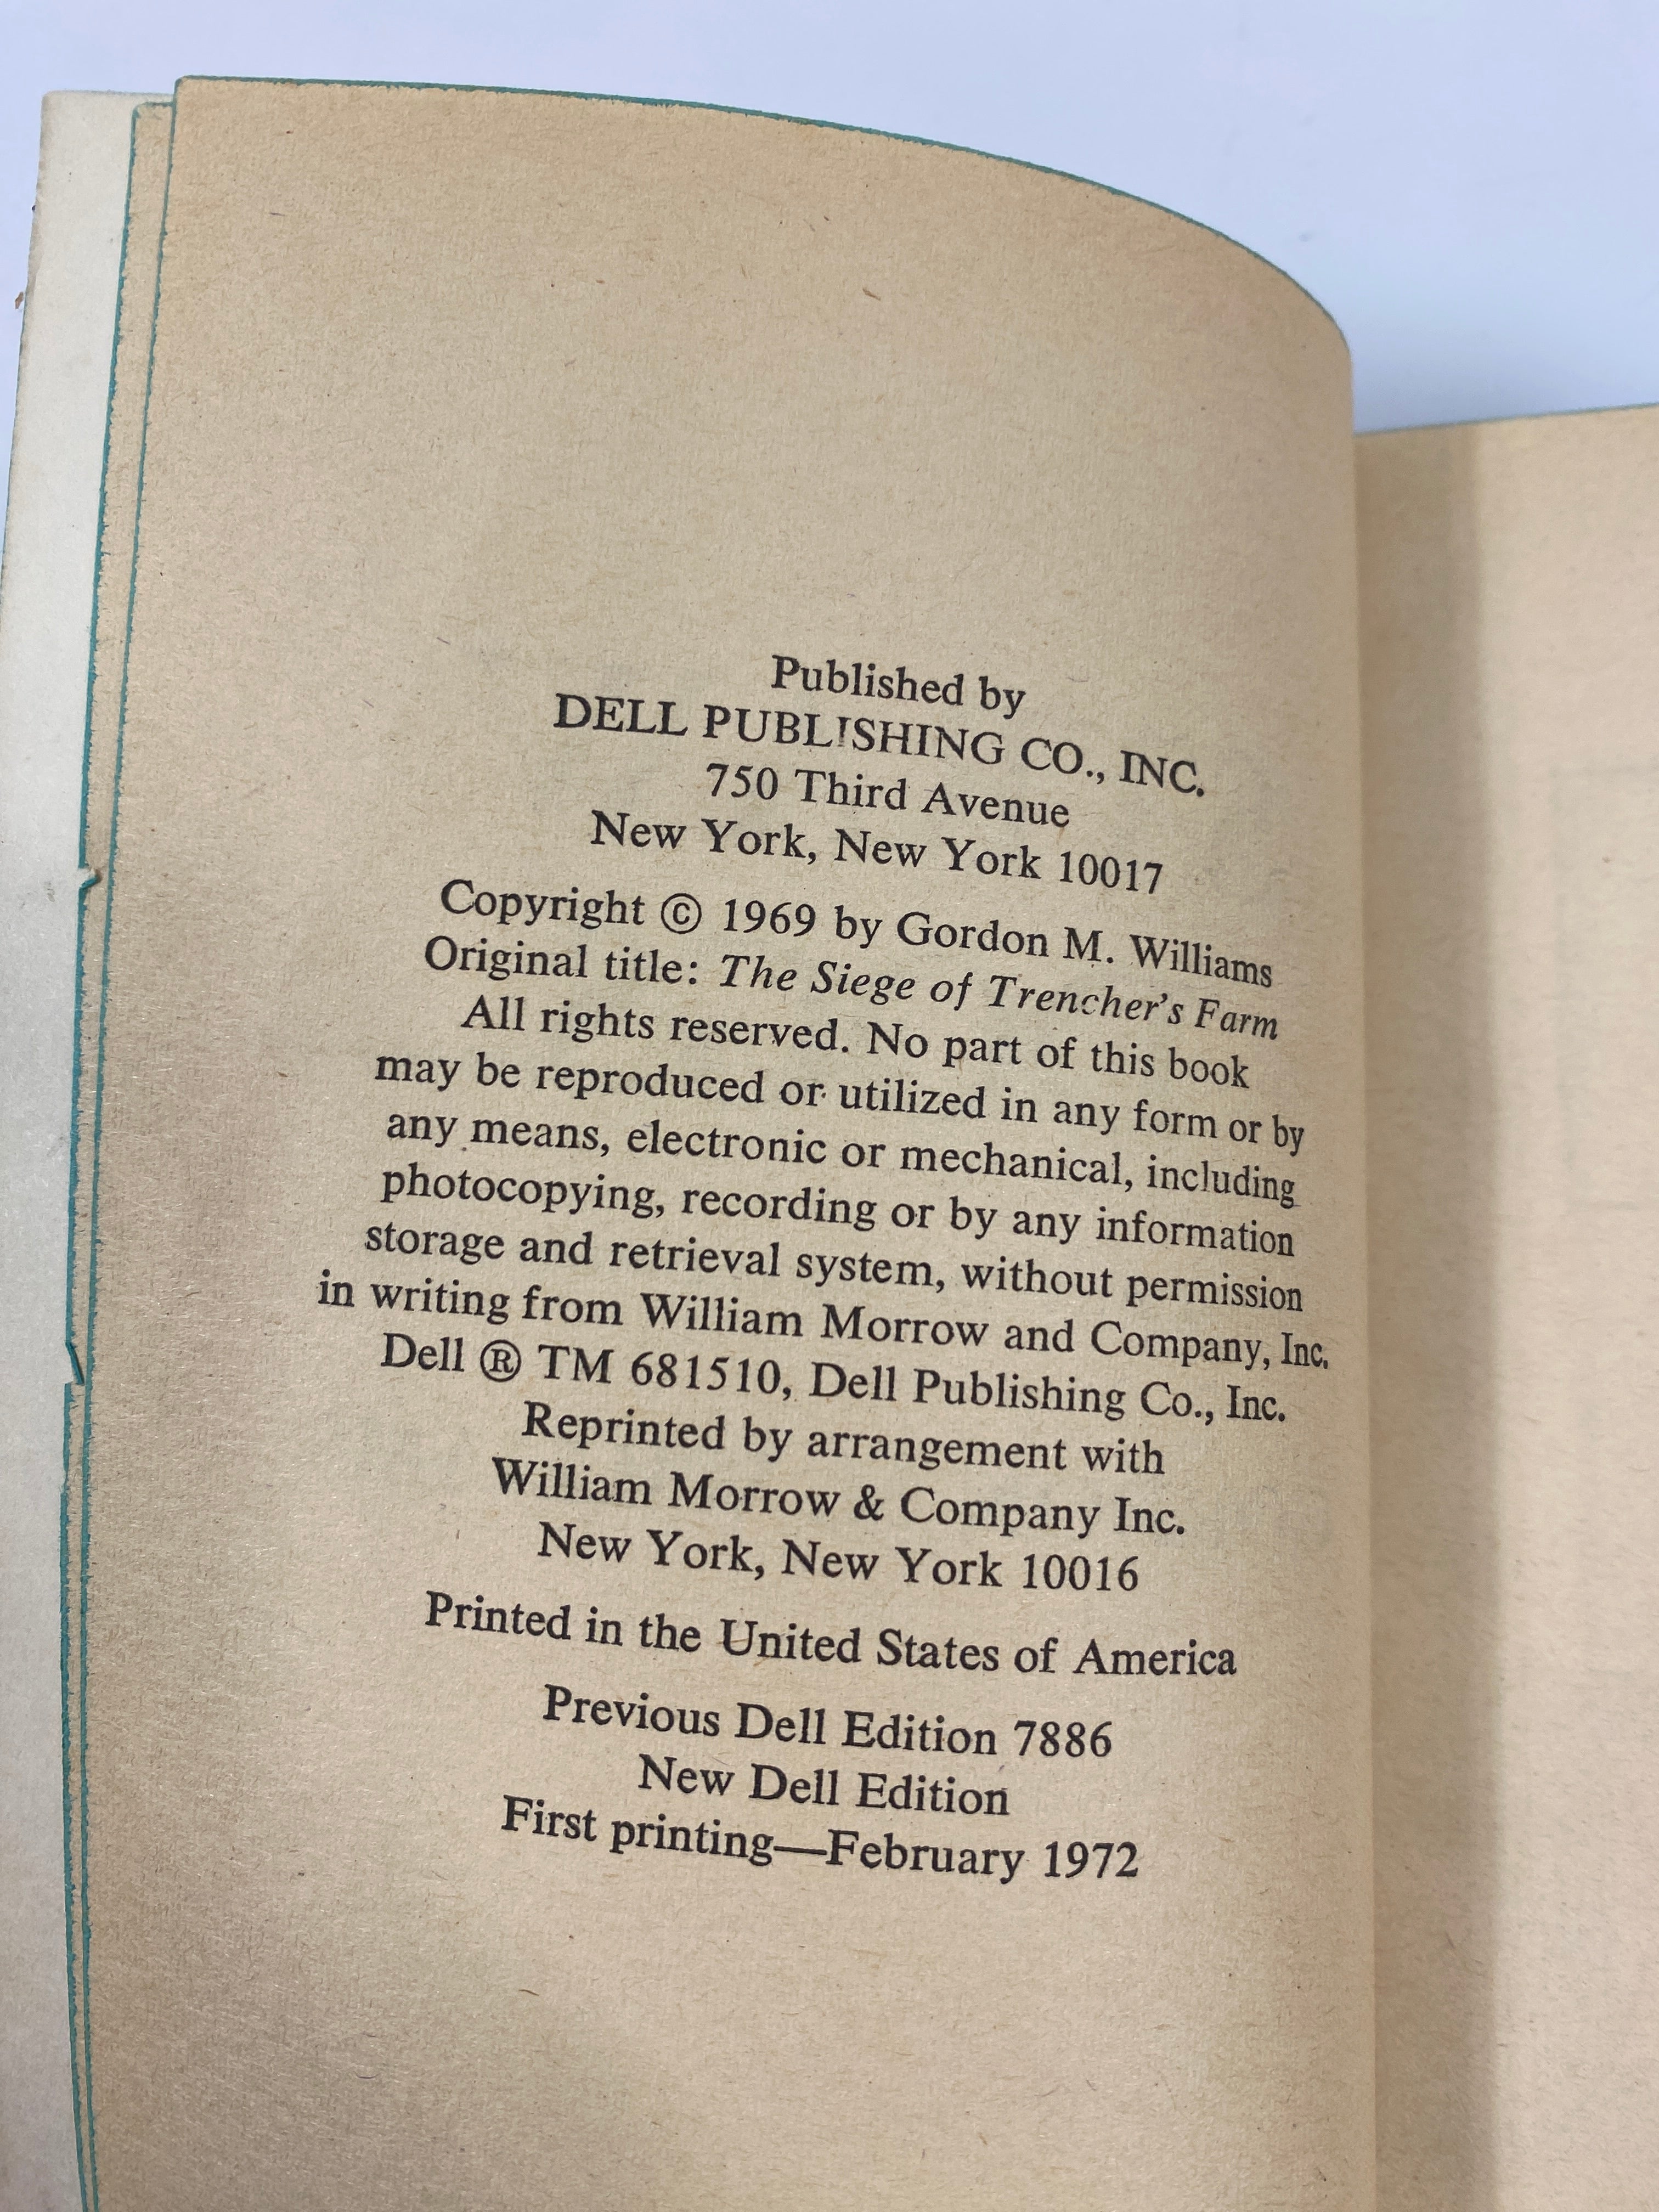 Published by
DELL PUBLISHING CO., INC.
750 Third Avenue
New York, New York 10017
Copyright © 1969 by Gordon M. Williams
Original title: The Siege of Trencher's Farm
All rights reserved. No part of this book
may be reproduced or utilized in any form or by
any means, electronic or mechanical, including
photocopying, recording or by any information
storage and retrieval system, without permission
in writing from William Morrow and Company, Inc.
Dell ® TM 681510, Dell Publishing Co., Inc.
Reprinted by arrangement with
William Morrow & Company Inc.
New York, New York 10016
Printed in the United States of America
Previous Dell Edition 7886
New Dell Edition
First printing—February 1972